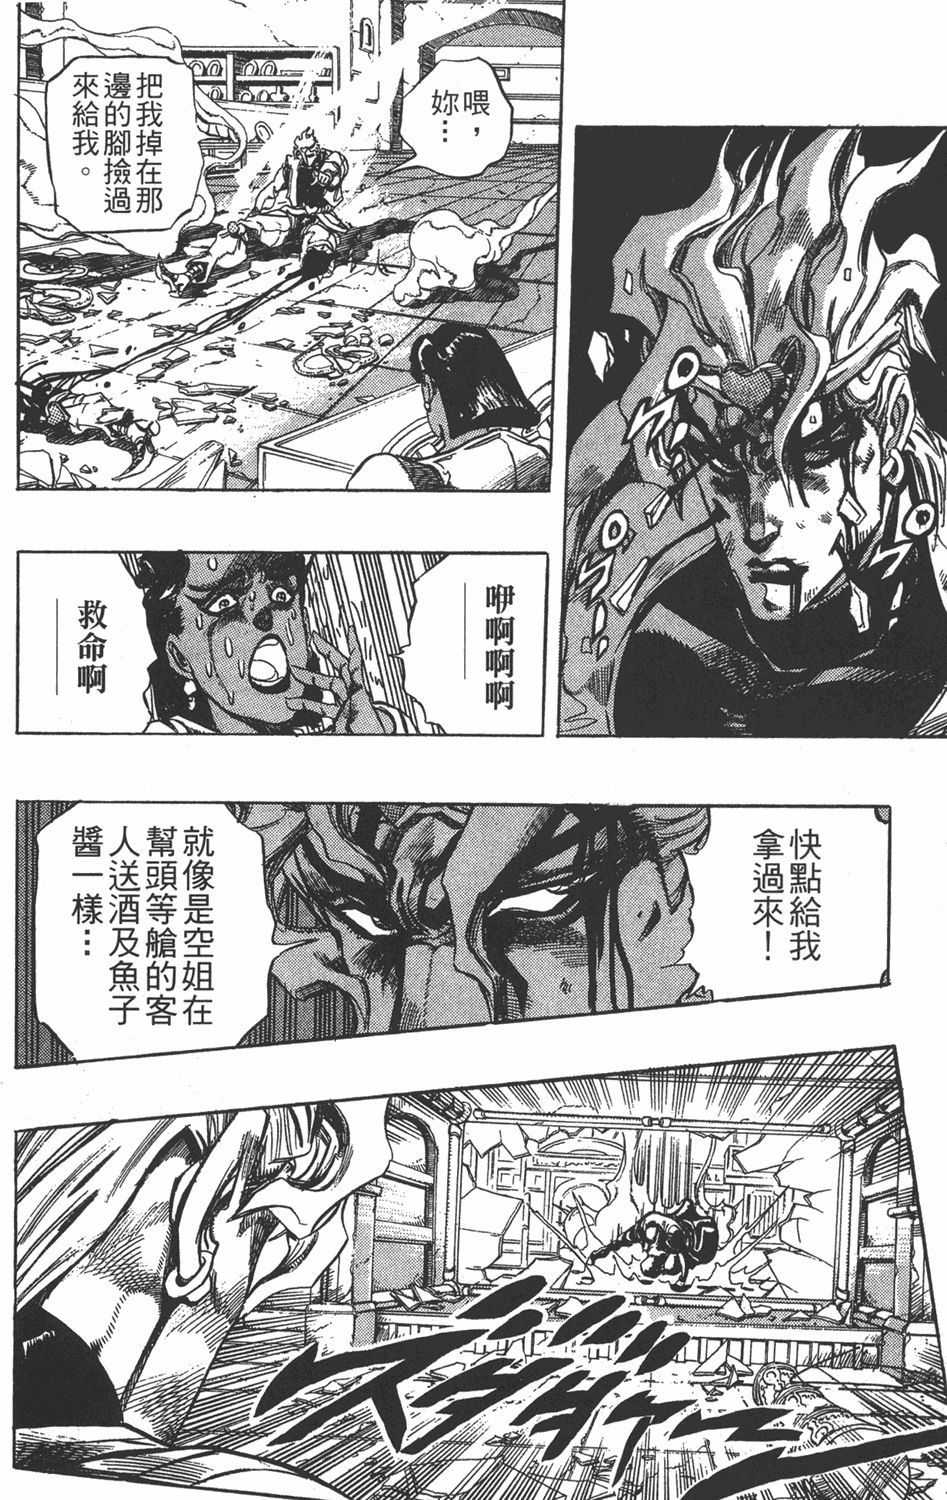 喂，
妳…
把我掉在那
邊的腳撿過
來給我。
咿啊啊啊啊
救命啊
快點給我
拿過來！
就像是空姐在
幫頭等艙的客
人送酒及魚子
醬一樣…